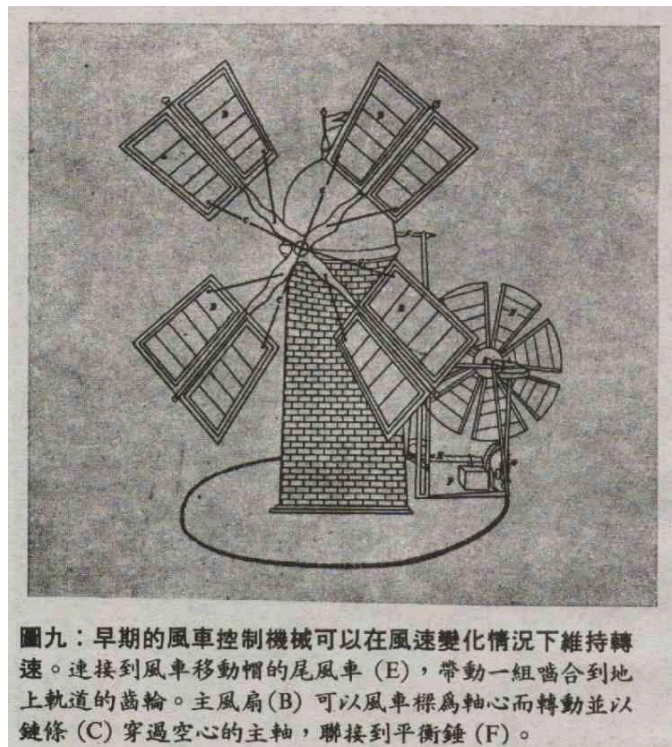 圖九：早期的風車控制機械可以在風速變化情況下維持轉
速。連接到風車移動帽的尾風車 (E)，帶動一組嚙合到地
上軌道的齒輪。主風扇(B) 可以風車樑為軸心而轉動並以
鏈條 (C) 穿過空心的主軸，聯接到平衡錘 (F)。